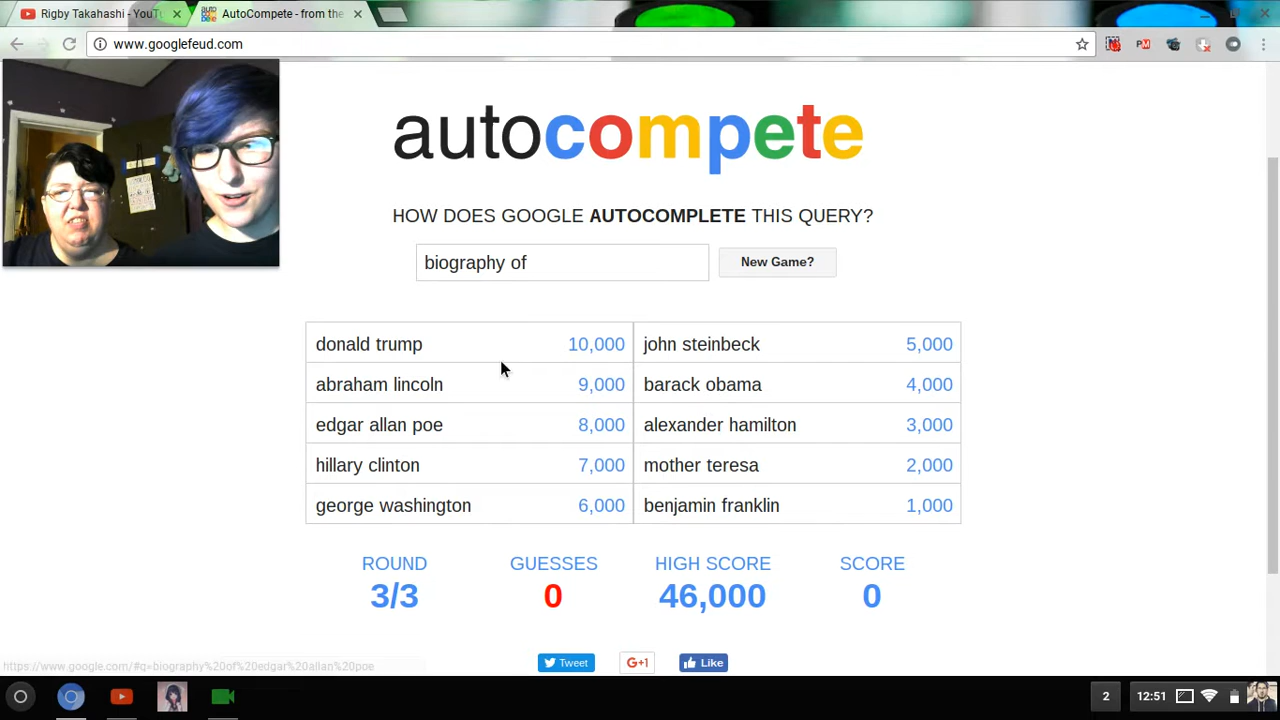 Rigby Takahashi - YouTu
AutoCompete - from the
www.googlefeud.com
autocompete
HOW DOES GOOGLE AUTOCOMPLETE THIS QUERY?
biography of
New Game?
donald trump 10,000 john steinbeck 5,000
abraham lincoln 9,000 barack obama 4,000
edgar allan poe 8,000 alexander hamilton 3,000
hillary clinton 7,000 mother teresa 2,000
george washington 6,000 benjamin franklin 1,000
ROUND GUESSES HIGH SCORE SCORE
3/3 0 46,000 0
https://www.google.com/#q=biography%20of%20edgar%20allan%20poe
Tweet G+1 Like
2 12:51